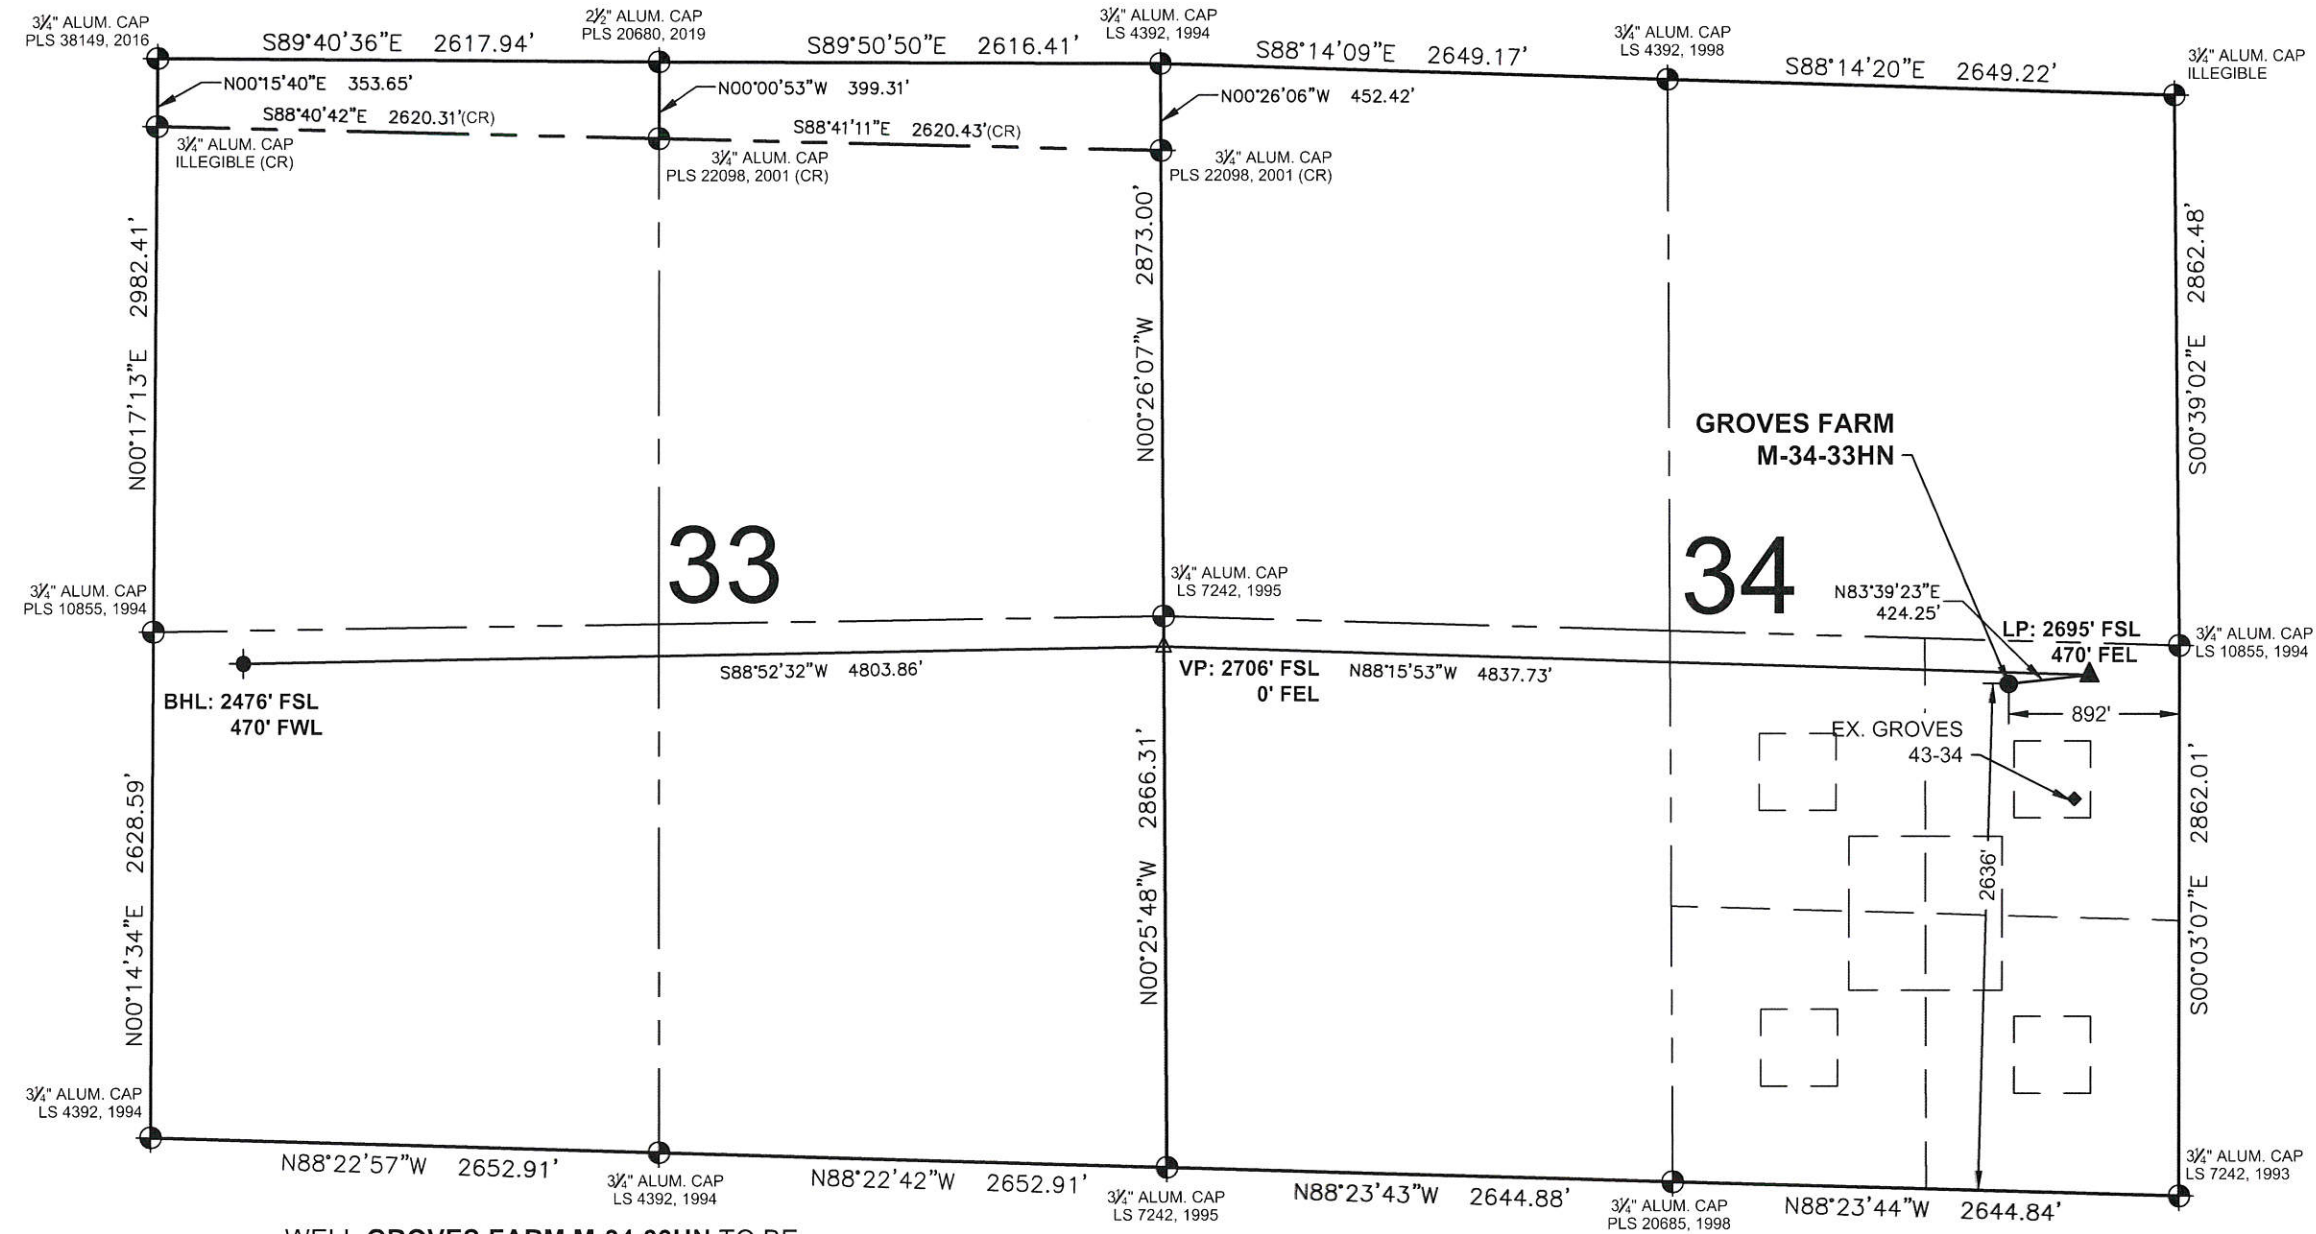 3¼" ALUM. CAP
PLS 38149, 2016
S89°40'36"E 2617.94'
2½" ALUM. CAP
PLS 20680, 2019
S89°50'50"E 2616.41'
3¼" ALUM. CAP
LS 4392, 1994
S88°14'09"E 2649.17'
3¼" ALUM. CAP
LS 4392, 1998
S88°14'20"E 2649.22'
3¼" ALUM. CAP
ILLEGIBLE
N00°15'40"E 353.65'
N00°00'53"W 399.31'
N00°26'06"W 452.42'
S88°40'42"E 2620.31'(CR)
S88°41'11"E 2620.43'(CR)
3¼" ALUM. CAP
ILLEGIBLE (CR)
3¼" ALUM. CAP
PLS 22098, 2001 (CR)
3¼" ALUM. CAP
PLS 22098, 2001 (CR)
N00°17'13"E 2982.41'
N00°26'07"W 2873.00'
S00°39'02"E 2862.48'
GROVES FARM
M-34-33HN
33
34
3¼" ALUM. CAP
PLS 10855, 1994
3¼" ALUM. CAP
LS 7242, 1995
N83°39'23"E
424.25'
LP: 2695' FSL
470' FEL
3¼" ALUM. CAP
LS 10855, 1994
S88°52'32"W 4803.86'
VP: 2706' FSL
0' FEL
N88°15'53"W 4837.73'
BHL: 2476' FSL
470' FWL
892'
EX. GROVES
43-34
2636'
N00°14'34"E 2628.59'
N00°25'48"W 2866.31'
S00°03'07"E 2862.01'
3¼" ALUM. CAP
LS 4392, 1994
N88°22'57"W 2652.91'
3¼" ALUM. CAP
LS 4392, 1994
N88°22'42"W 2652.91'
3¼" ALUM. CAP
LS 7242, 1995
N88°23'43"W 2644.88'
3¼" ALUM. CAP
PLS 20685, 1998
N88°23'44"W 2644.84'
3¼" ALUM. CAP
LS 7242, 1993
WELL GROVES FARM M-34-33HN TO BE